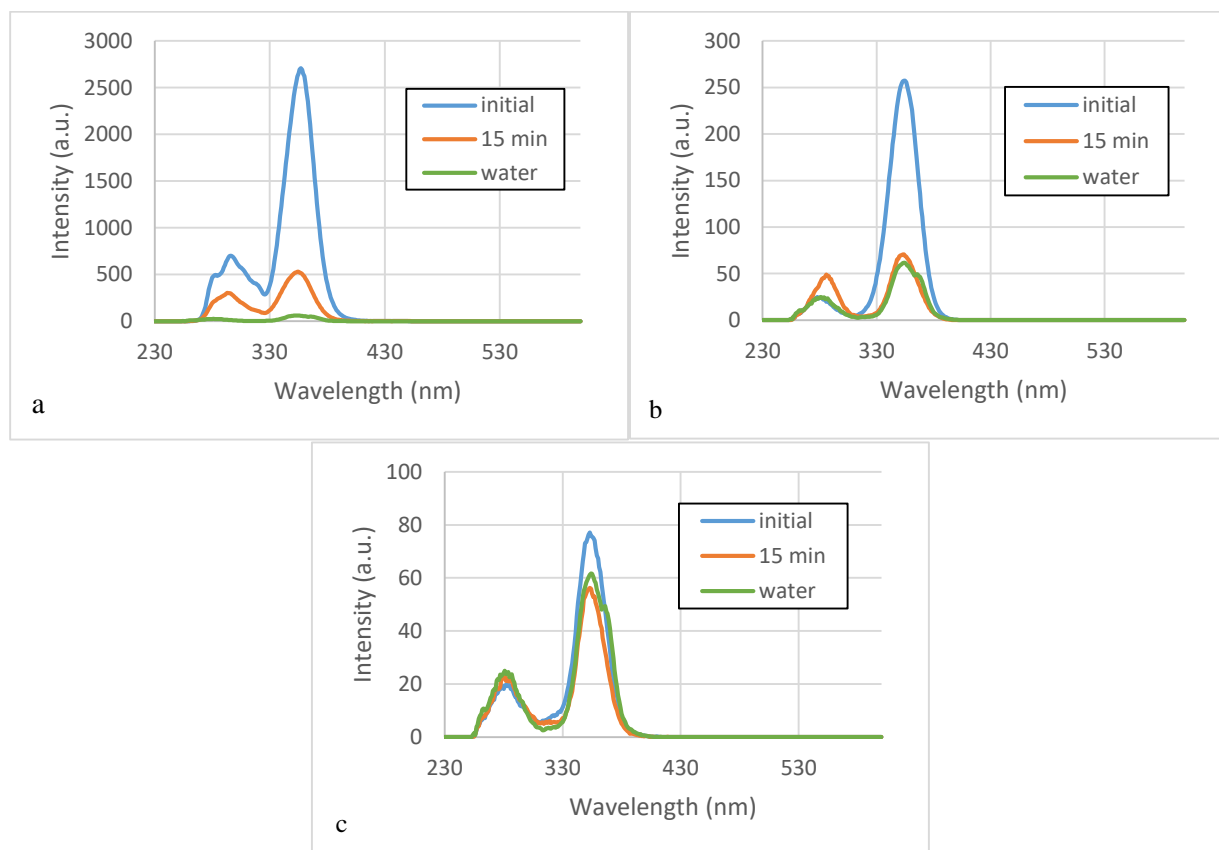 3000
2500
2000
1500
1000
500
0
230 330 430 530
Intensity (a.u.)
Wavelength (nm)
initial
15 min
water
a
300
250
200
150
100
50
0
230 330 430 530
Intensity (a.u.)
Wavelength (nm)
initial
15 min
water
b
100
80
60
40
20
0
230 330 430 530
Intensity (a.u.)
Wavelength (nm)
initial
15 min
water
c